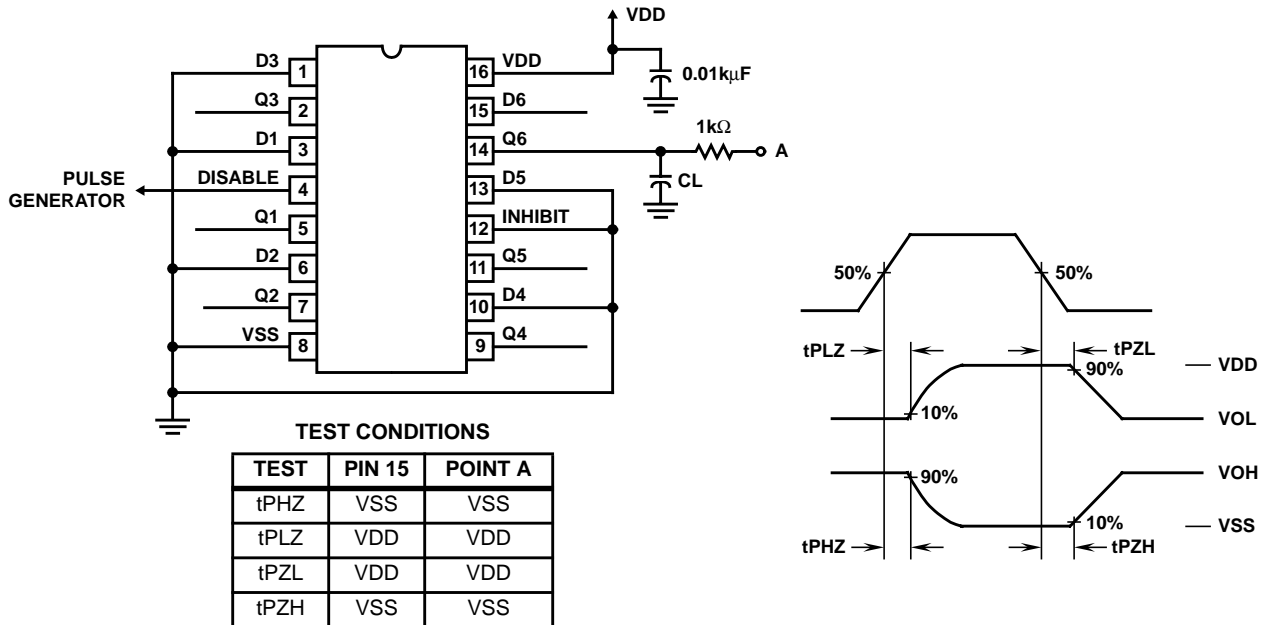 VDD
D3 1 16 VDD
0.01kμF
Q3 2 15 D6
1kΩ
D1 3 14 Q6 A
PULSE GENERATOR DISABLE 4 13 D5 CL
Q1 5 12 INHIBIT
D2 6 11 Q5
Q2 7 10 D4
VSS 8 9 Q4
50% 50%
tPLZ tPZL
90% VDD
10% VOL
90% VOH
10% VSS
tPHZ tPZH
TEST CONDITIONS
TEST PIN 15 POINT A
tPHZ VSS VSS
tPLZ VDD VDD
tPZL VDD VDD
tPZH VSS VSS